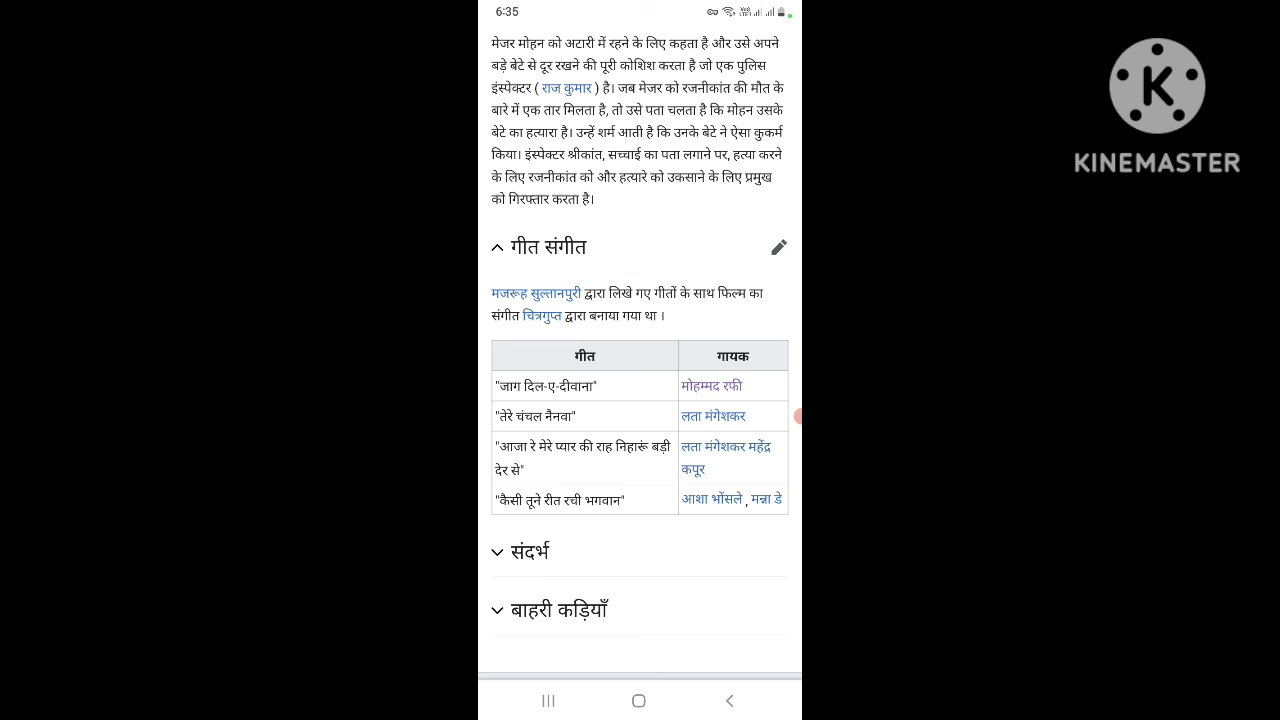 6:35
मेजर मोहन को अटारी में रहने के लिए कहता है और उसे अपने
बड़े बेटे से दूर रखने की पूरी कोशिश करता है जो एक पुलिस
इंस्पेक्टर ( राज कुमार ) है। जब मेजर को रजनीकांत की मौत के
बारे में एक तार मिलता है, तो उसे पता चलता है कि मोहन उसके
बेटे का हत्यारा है। उन्हें शर्म आती है कि उनके बेटे ने ऐसा कुकर्म
किया। इंस्पेक्टर श्रीकांत, सच्चाई का पता लगाने पर, हत्या करने
के लिए रजनीकांत को और हत्यारे को उकसाने के लिए प्रमुख
को गिरफ्तार करता है।
गीत संगीत
मजरूह सुल्तानपुरी द्वारा लिखे गए गीतों के साथ फिल्म का
संगीत चित्रगुप्त द्वारा बनाया गया था ।
गीत गायक
"जाग दिल-ए-दीवाना" मोहम्मद रफी
"तेरे चंचल नैनवा" लता मंगेशकर
"आजा रे मेरे प्यार की राह निहारूं बड़ी लता मंगेशकर महेंद्र
देर से" कपूर
"कैसी तूने रीत रची भगवान" आशा भोंसले , मन्ना डे
संदर्भ
बाहरी कड़ियाँ
K
KINEMASTER